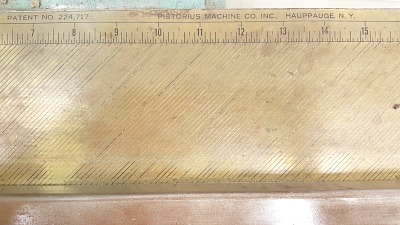 PATENT NO. 224,717 PISTORIUS MACHINE CO. INC., HAUPPAUGE, N. Y.
7 8 9 10 11 12 13 14 15